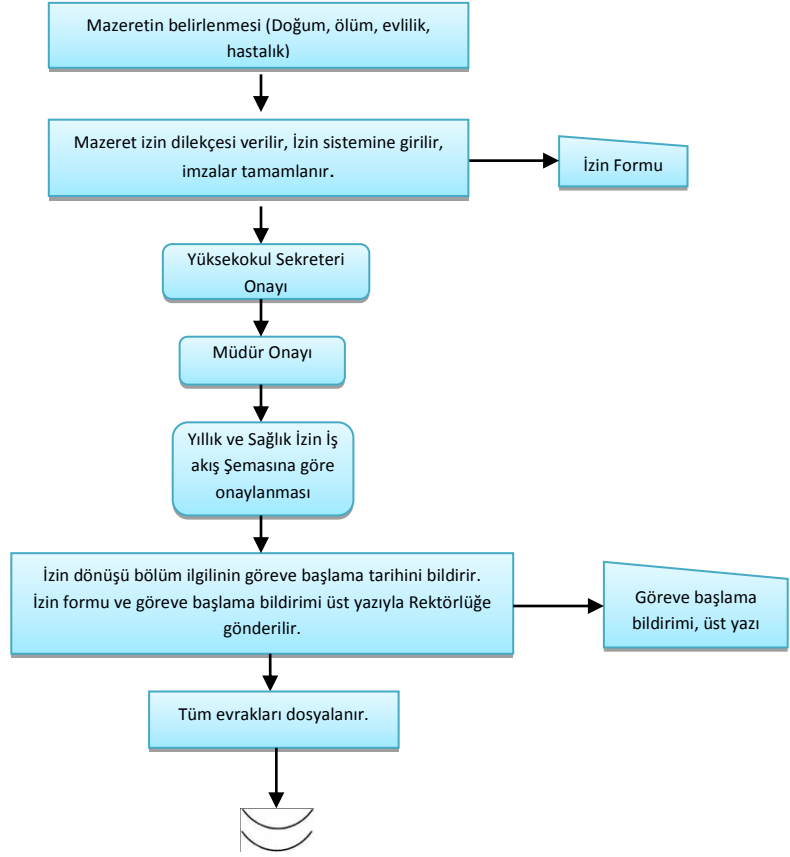 Mazeretin belirlenmesi (Doğum, ölüm, evlilik,
hastalık)
Mazeret izin dilekçesi verilir, İzin sistemine girilir,
imzalar tamamlanır.
İzin Formu
Yüksekokul Sekreteri
Onayı
Müdür Onayı
Yıllık ve Sağlık İzin İş
akış Şemasına göre
onaylanması
İzin dönüşü bölüm ilgilinin göreve başlama tarihini bildirir.
İzin formu ve göreve başlama bildirimi üst yazıyla Rektörlüğe
gönderilir.
Göreve başlama
bildirimi, üst yazı
Tüm evrakları dosyalanır.